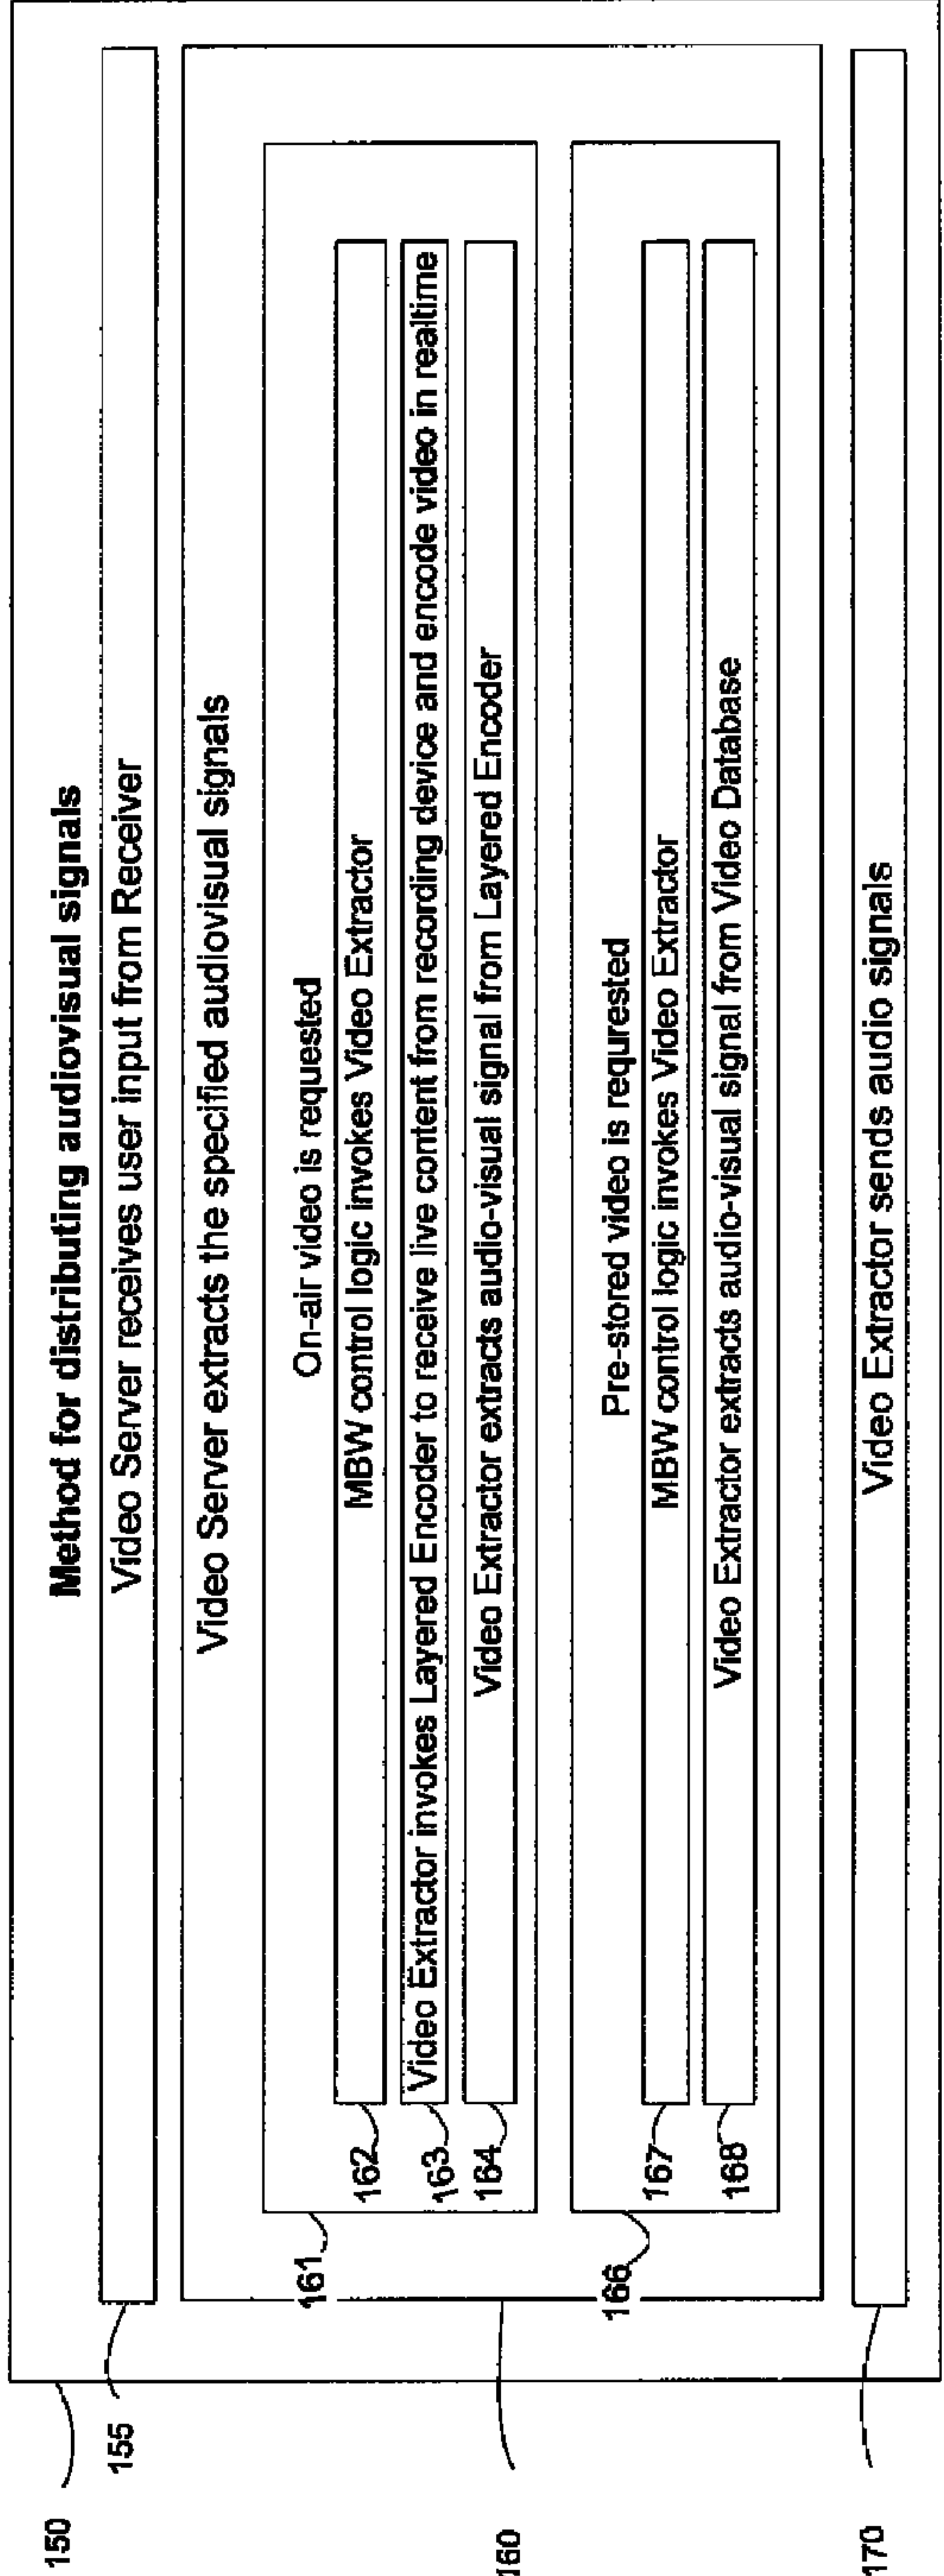 Method for distributing audiovisual signals
150
Video Server receives user input from Receiver
155
Video Server extracts the specified audiovisual signals
160
On-air video is requested
161
MBW control logic invokes Video Extractor
162
Video Extractor invokes Layered Encoder to receive live content from recording device and encode video in realtime
163
Video Extractor extracts audio-visual signal from Layered Encoder
164
Pre-stored video is requrested
166
MBW control logic invokes Video Extractor
167
Video Extractor extracts audio-visual signal from Video Database
168
Video Extractor sends audio signals
170